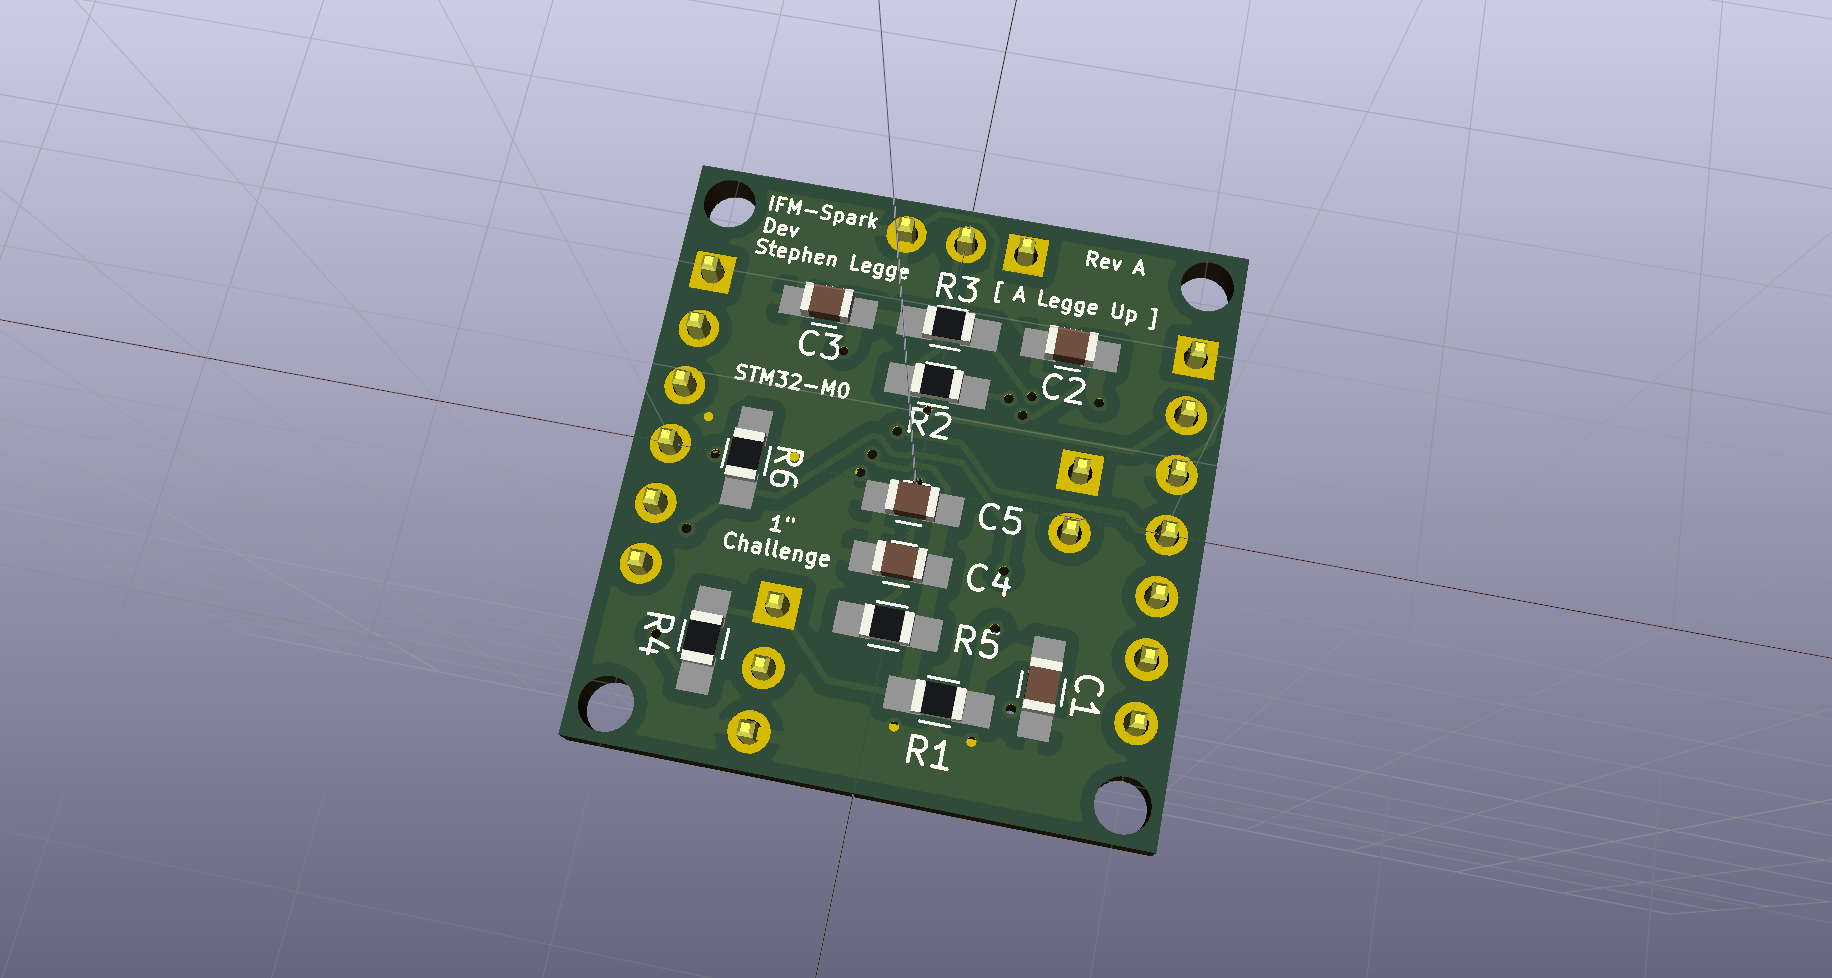 IFM-Spark
Dev
Stephen Legge
Rev A
R3
[ A Legge Up ]
C3
C2
STM32-M0
R2
R6
C5
1"
Challenge
C4
R4
R5
C1
R1